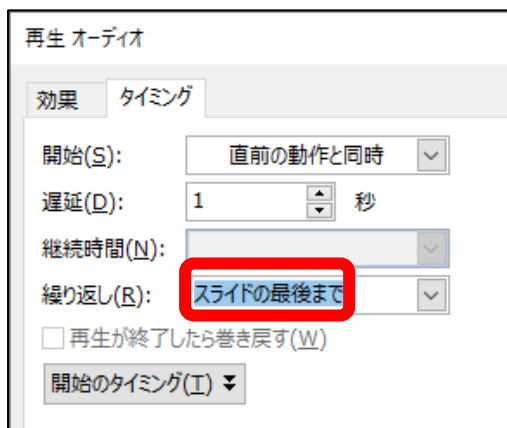 再生 オーディオ
効果 タイミング
開始(S): 直前の動作と同時
遅延(D): 1 秒
継続時間(N):
繰り返し(R): スライドの最後まで
再生が終了したら巻き戻す(W)
開始のタイミング(T)